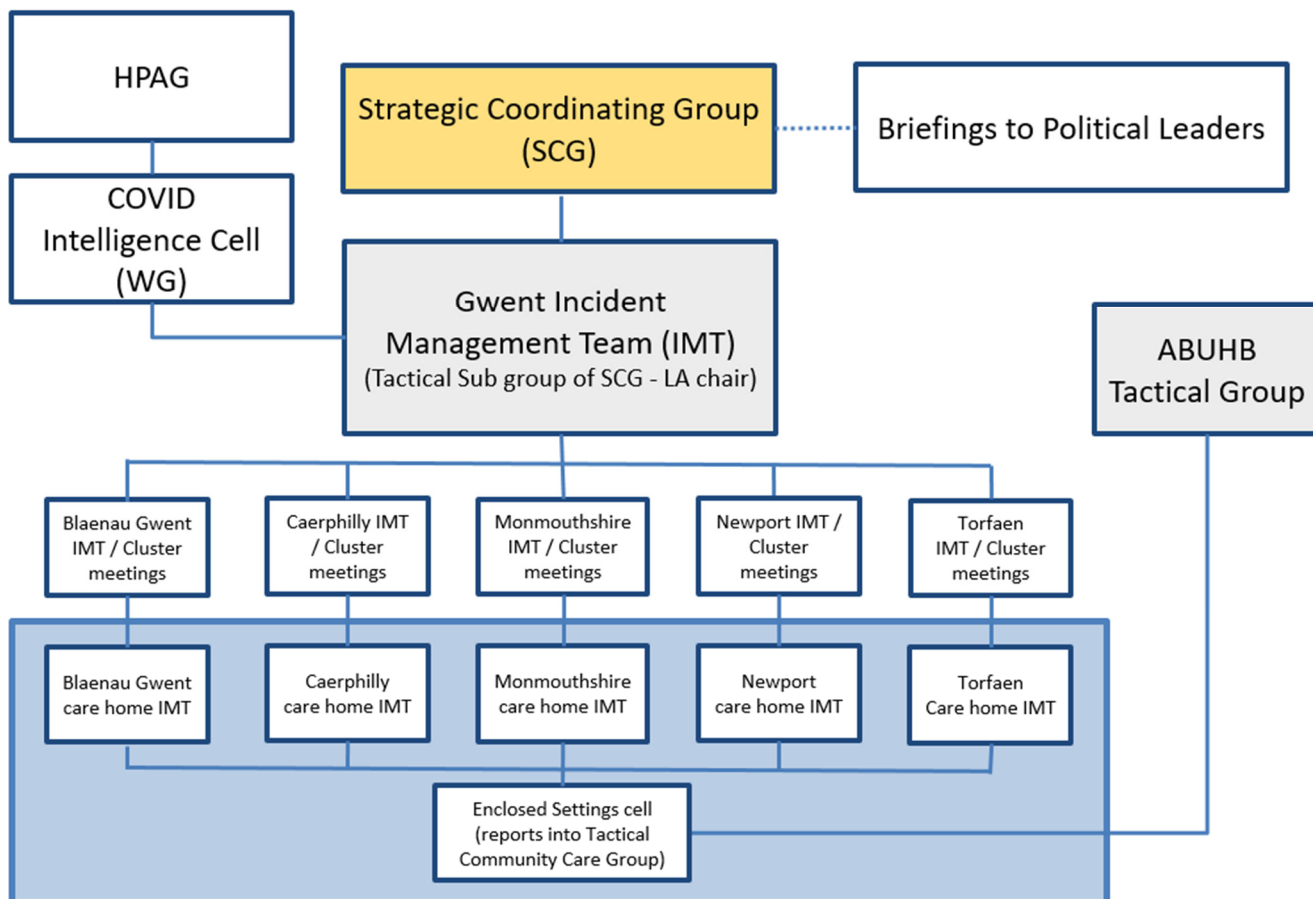 HPAG
Strategic Coordinating Group
(SCG)
Briefings to Political Leaders
COVID
Intelligence Cell
(WG)
Gwent Incident
Management Team (IMT)
(Tactical Sub group of SCG - LA chair)
ABUHB
Tactical Group
Blaenau Gwent
IMT / Cluster
meetings
Caerphilly IMT
/ Cluster
meetings
Monmouthshire
IMT / Cluster
meetings
Newport IMT /
Cluster
meetings
Torfaen
IMT / Cluster
meetings
Blaenau Gwent
care home IMT
Caerphilly
care home IMT
Monmouthshire
care home IMT
Newport
care home IMT
Torfaen
Care home IMT
Enclosed Settings cell
(reports into Tactical
Community Care Group)